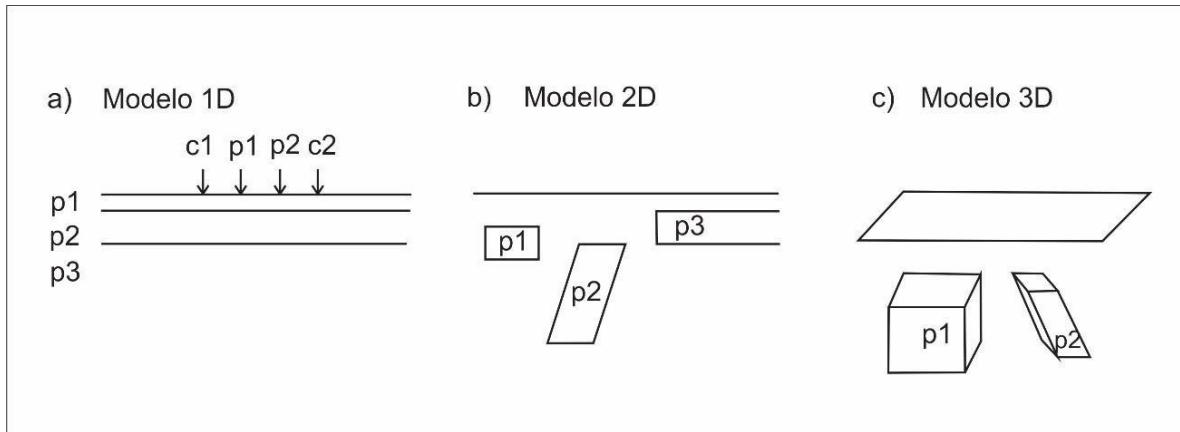 a) Modelo 1D
c1 p1 p2 c2
p1
p2
p3
b) Modelo 2D
p1
p2
p3
c) Modelo 3D
p1
p2